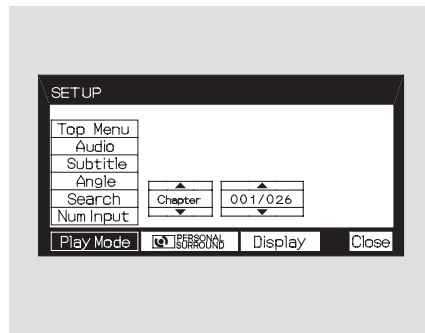 SETUP
Top Menu
Audio
Subtitle
Angle
Search
Num Input
Chapter
001/026
Play Mode
PERSONAL
SURROUND
Display
Close